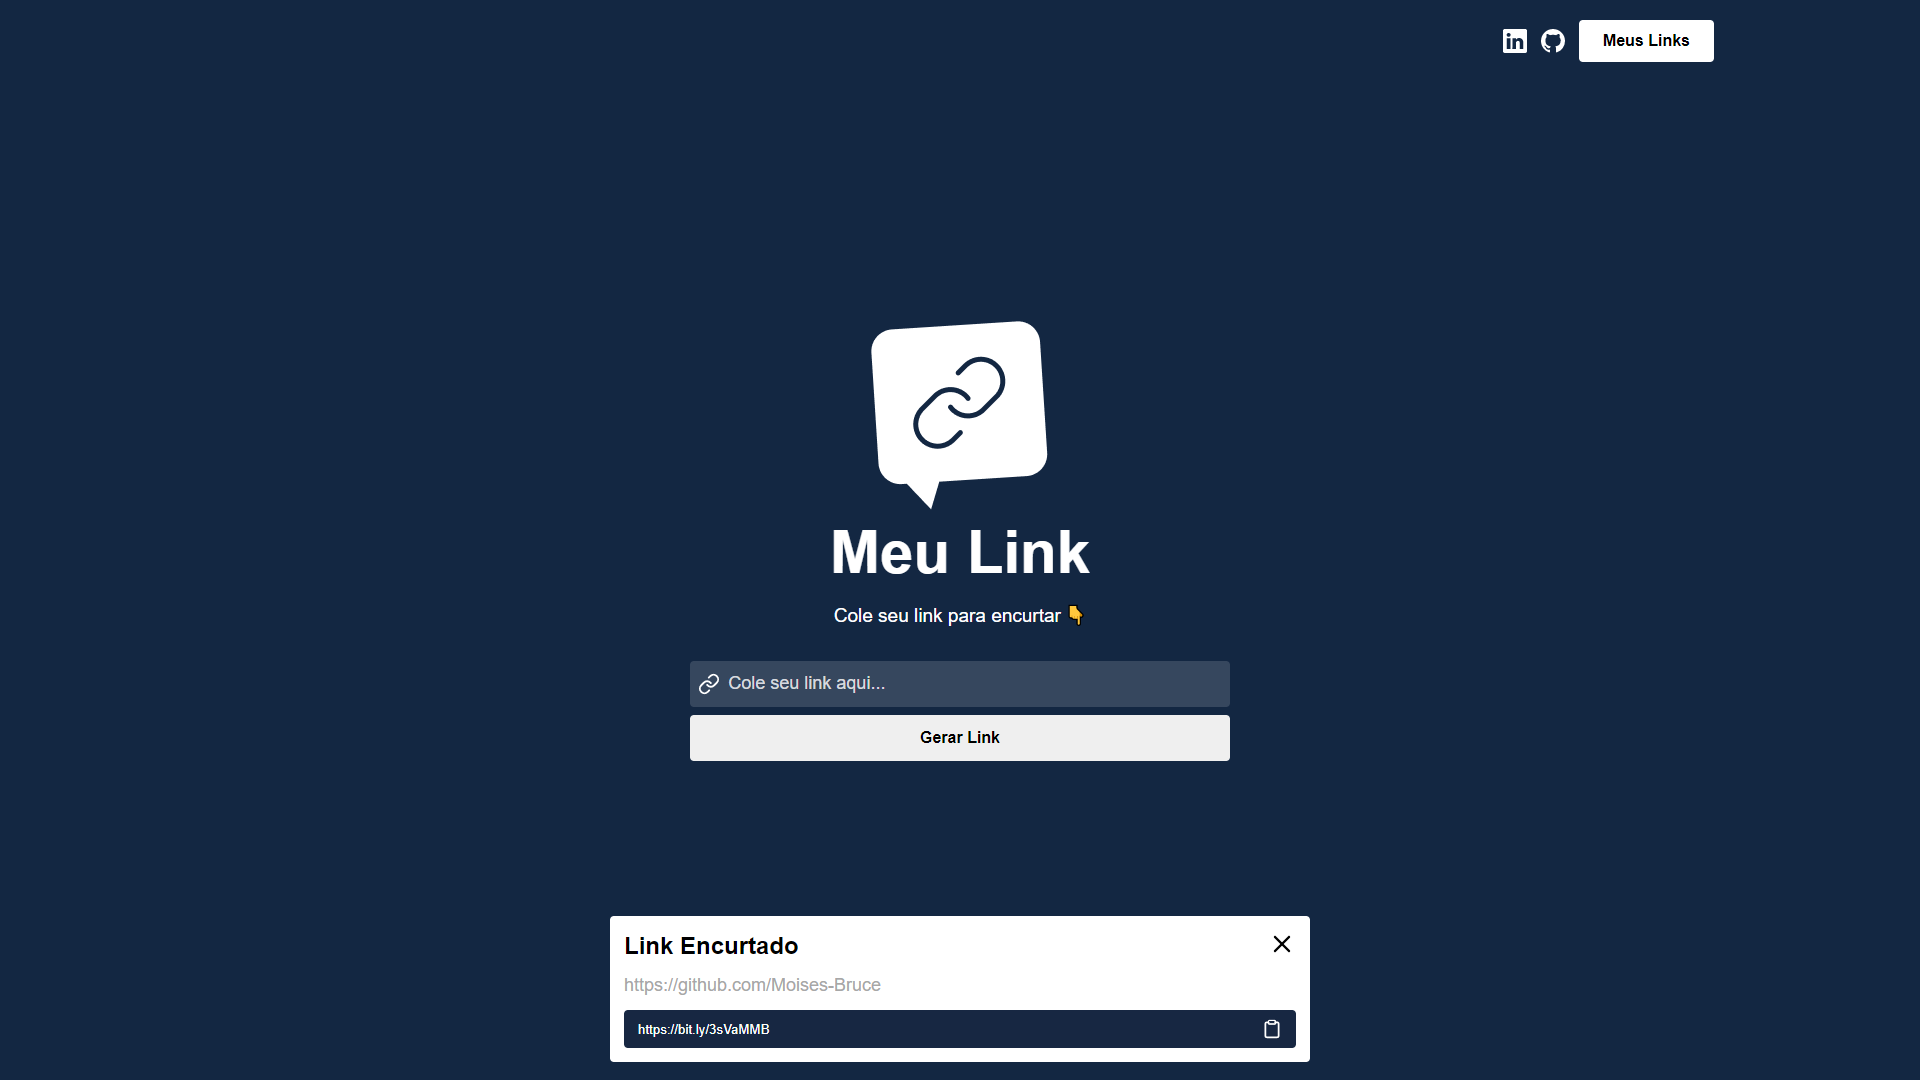 Meus Links
Meu Link
Cole seu link para encurtar 👇
Cole seu link aqui...
Gerar Link
Link Encurtado
https://github.com/Moises-Bruce
https://bit.ly/3sVaMMB